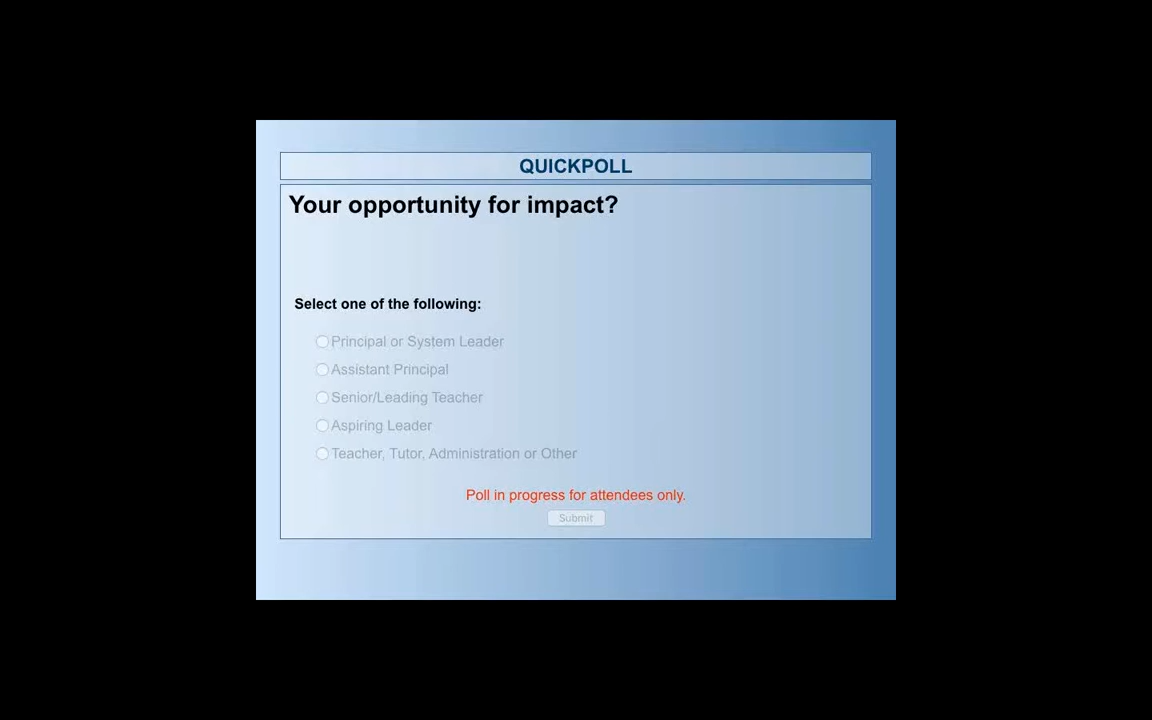 QUICKPOLL
Your opportunity for impact?
Select one of the following:
Principal or System Leader
Assistant Principal
Senior/Leading Teacher
Aspiring Leader
Teacher, Tutor, Administration or Other
Poll in progress for attendees only.
Submit